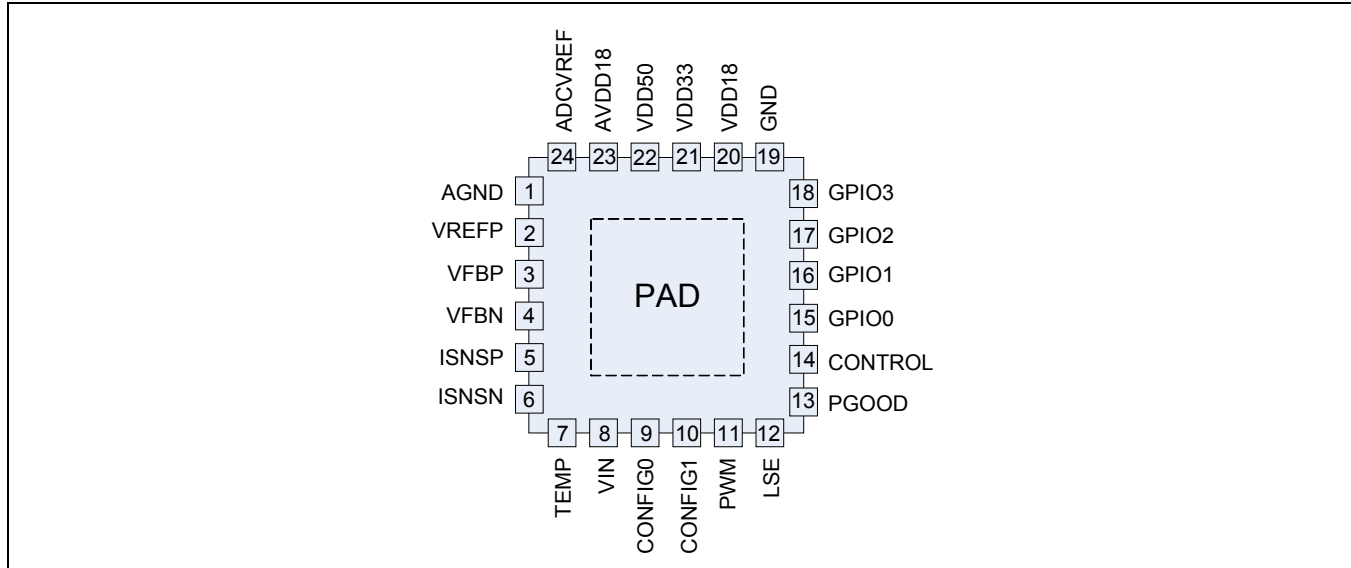 ADCVREF
AVDD18
VDD50
VDD33
VDD18
GND
24
23
22
21
20
19
AGND 1
VREFP 2
VFBP 3
VFBN 4
ISNSP 5
ISNSN 6
PAD
18 GPIO3
17 GPIO2
16 GPIO1
15 GPIO0
14 CONTROL
13 PGOOD
7
8
9
10
11
12
TEMP
VIN
CONFIG0
CONFIG1
PWM
LSE